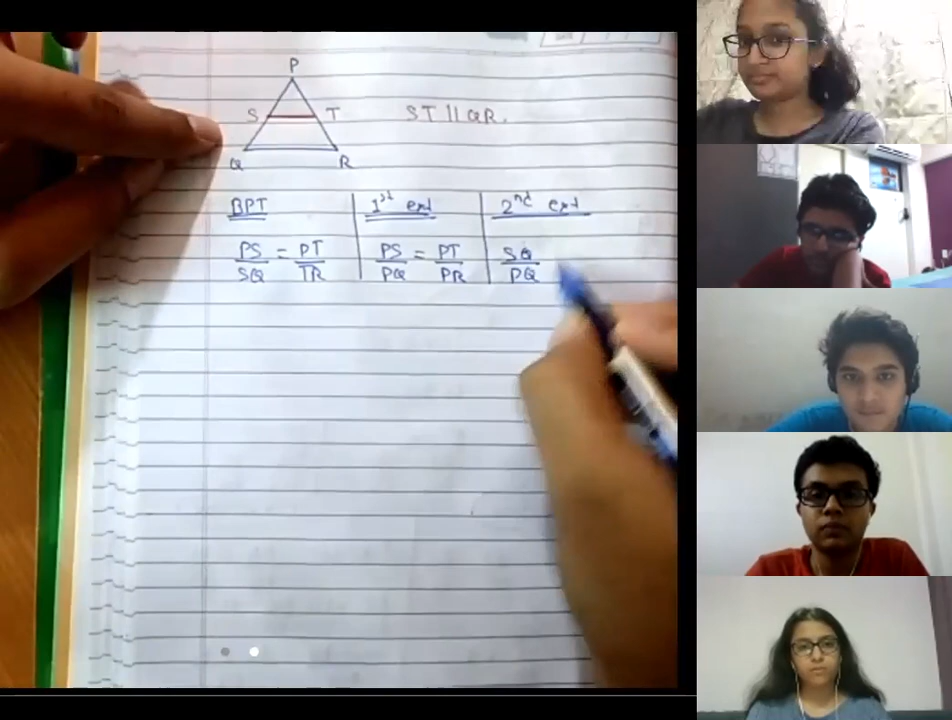 P
S T ST || QR.
Q R
BPT 1st ext 2nd ext
PS/SQ = PT/TR PS/PQ = PT/PR SQ/PQ